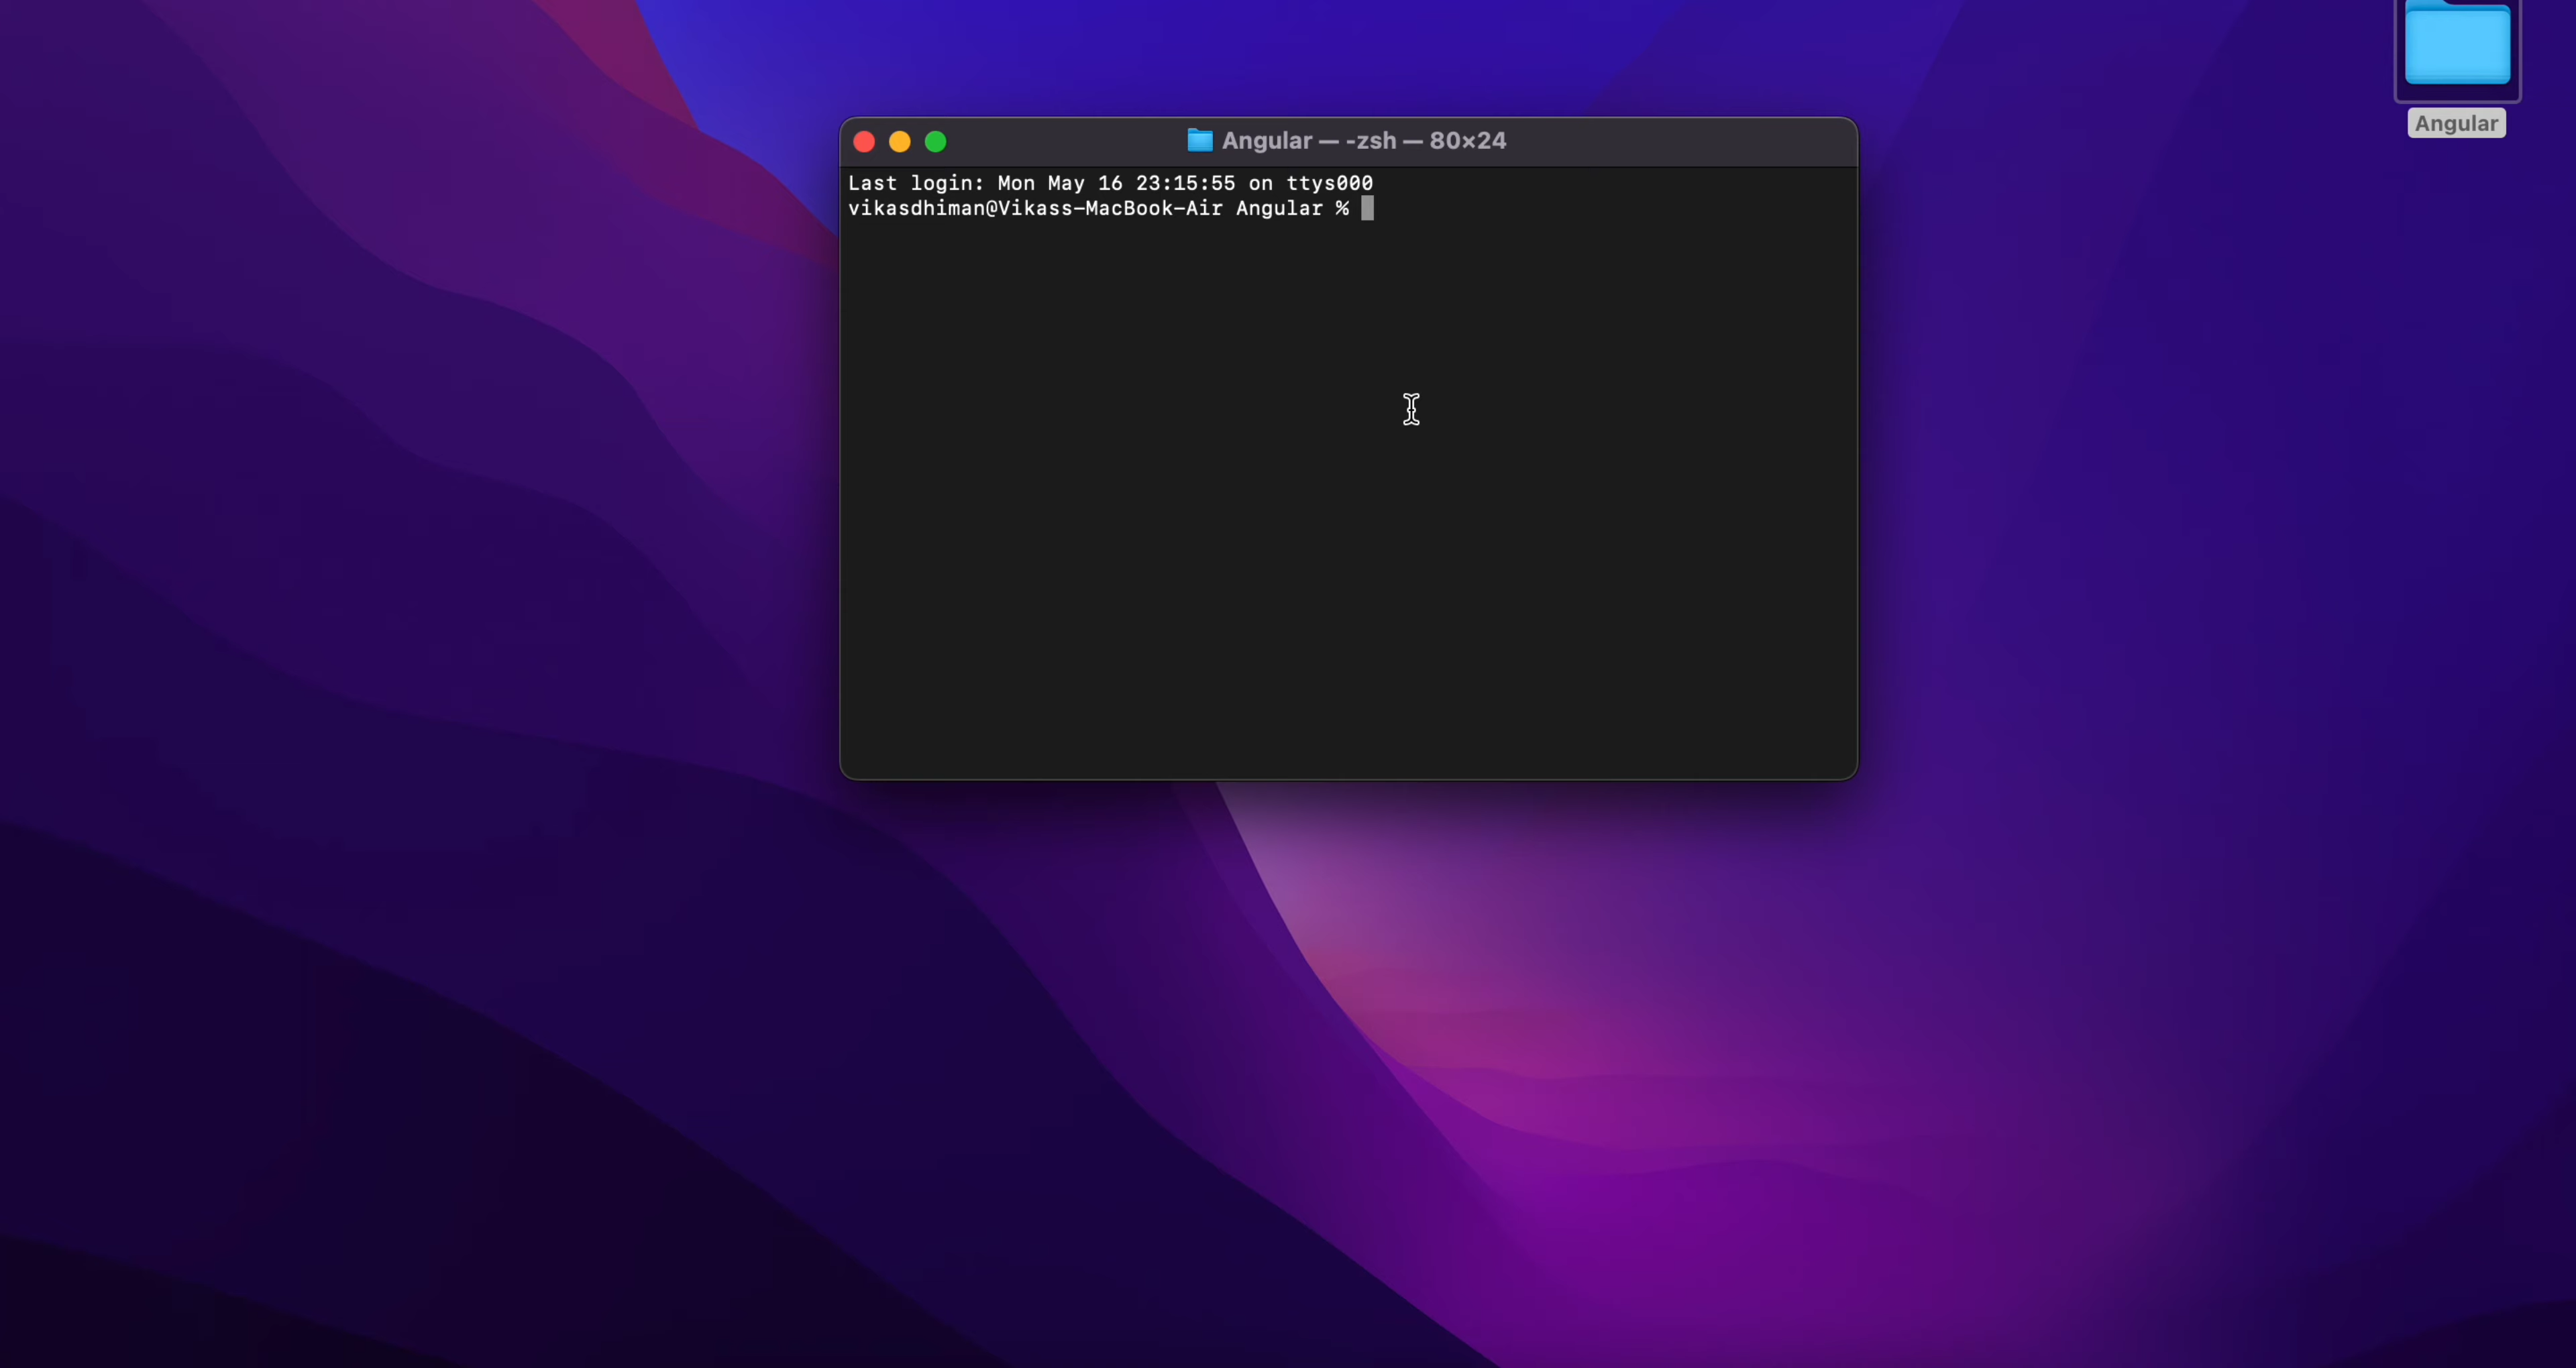 Angular
Angular — -zsh — 80×24
Last login: Mon May 16 23:15:55 on ttys000
vikasdhiman@Vikass-MacBook-Air Angular %